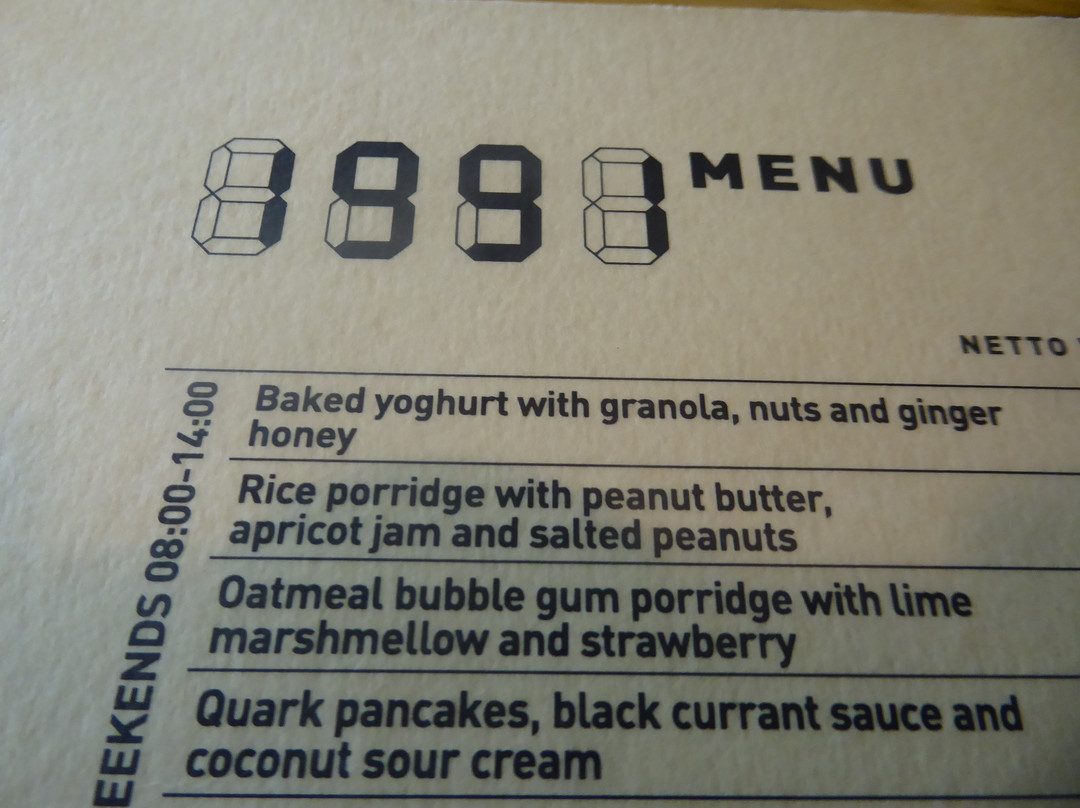 1991 MENU
NETTO
EEKENDS 08:00-14:00
Baked yoghurt with granola, nuts and ginger
honey
Rice porridge with peanut butter,
apricot jam and salted peanuts
Oatmeal bubble gum porridge with lime
marshmellow and strawberry
Quark pancakes, black currant sauce and
coconut sour cream